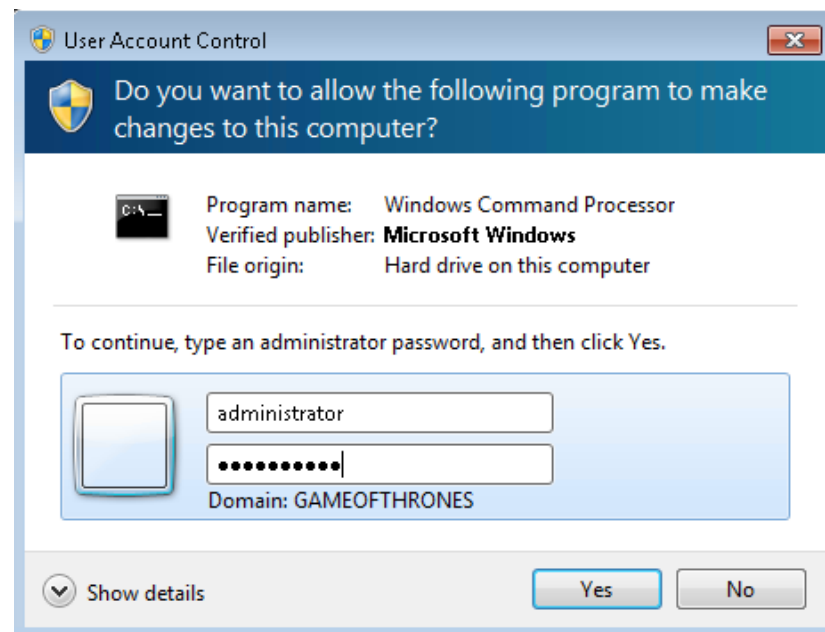 User Account Control
Do you want to allow the following program to make
changes to this computer?
C:\_
Program name: Windows Command Processor
Verified publisher: Microsoft Windows
File origin: Hard drive on this computer
To continue, type an administrator password, and then click Yes.
administrator
●●●●●●●●●●
Domain: GAMEOFTHRONES
Show details
Yes
No